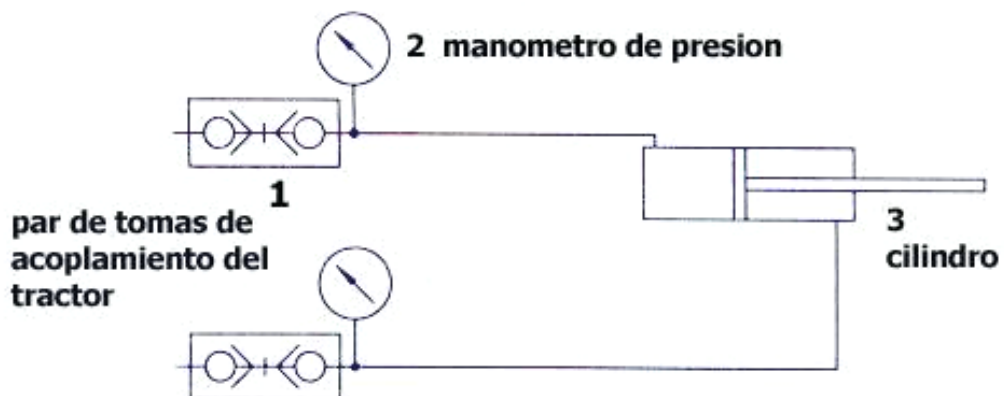 2 manometro de presion
1
par de tomas de
acoplamiento del
tractor
3
cilindro